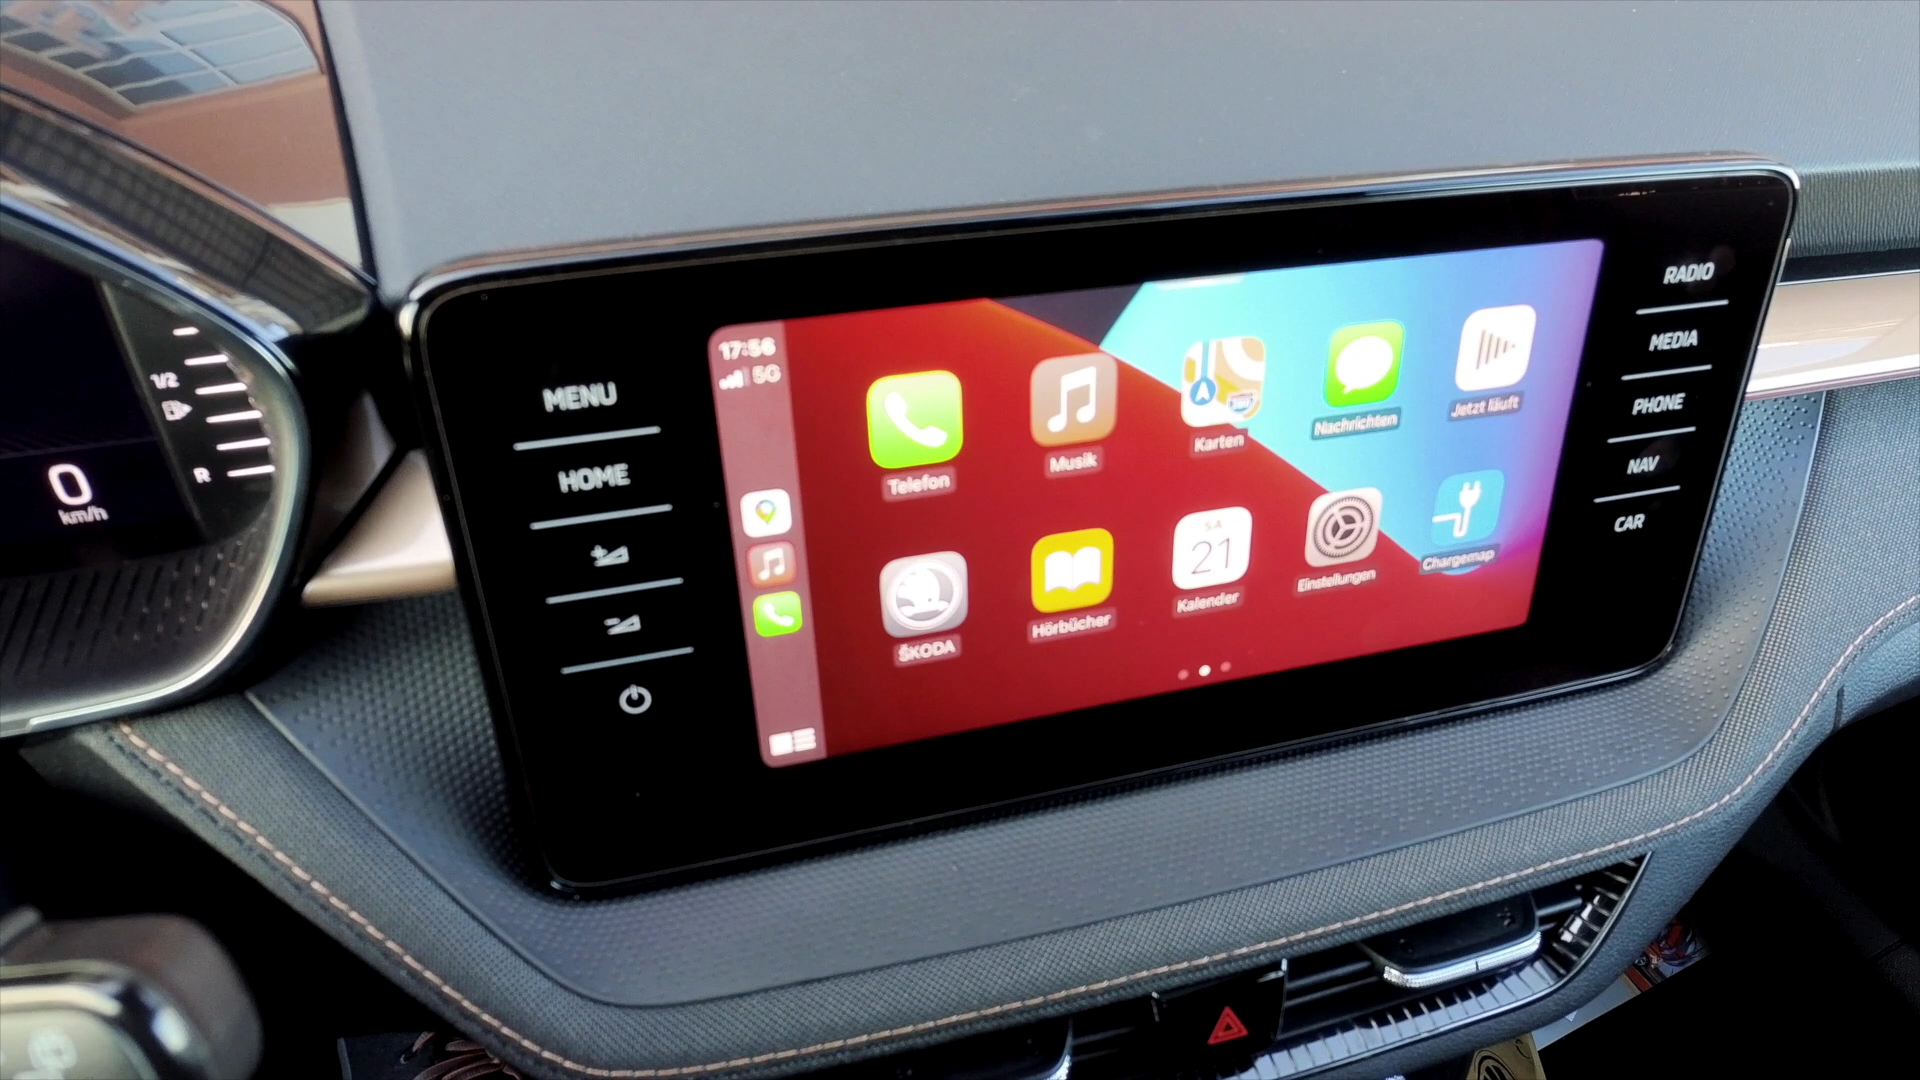 1/2
R
0
km/h
MENU
HOME
17:56
5G
Telefon
Musik
Karten
Nachrichten
Jetzt läuft
ŠKODA
Hörbücher
SA
21
Kalender
Einstellungen
Chargemap
RADIO
MEDIA
PHONE
NAV
CAR